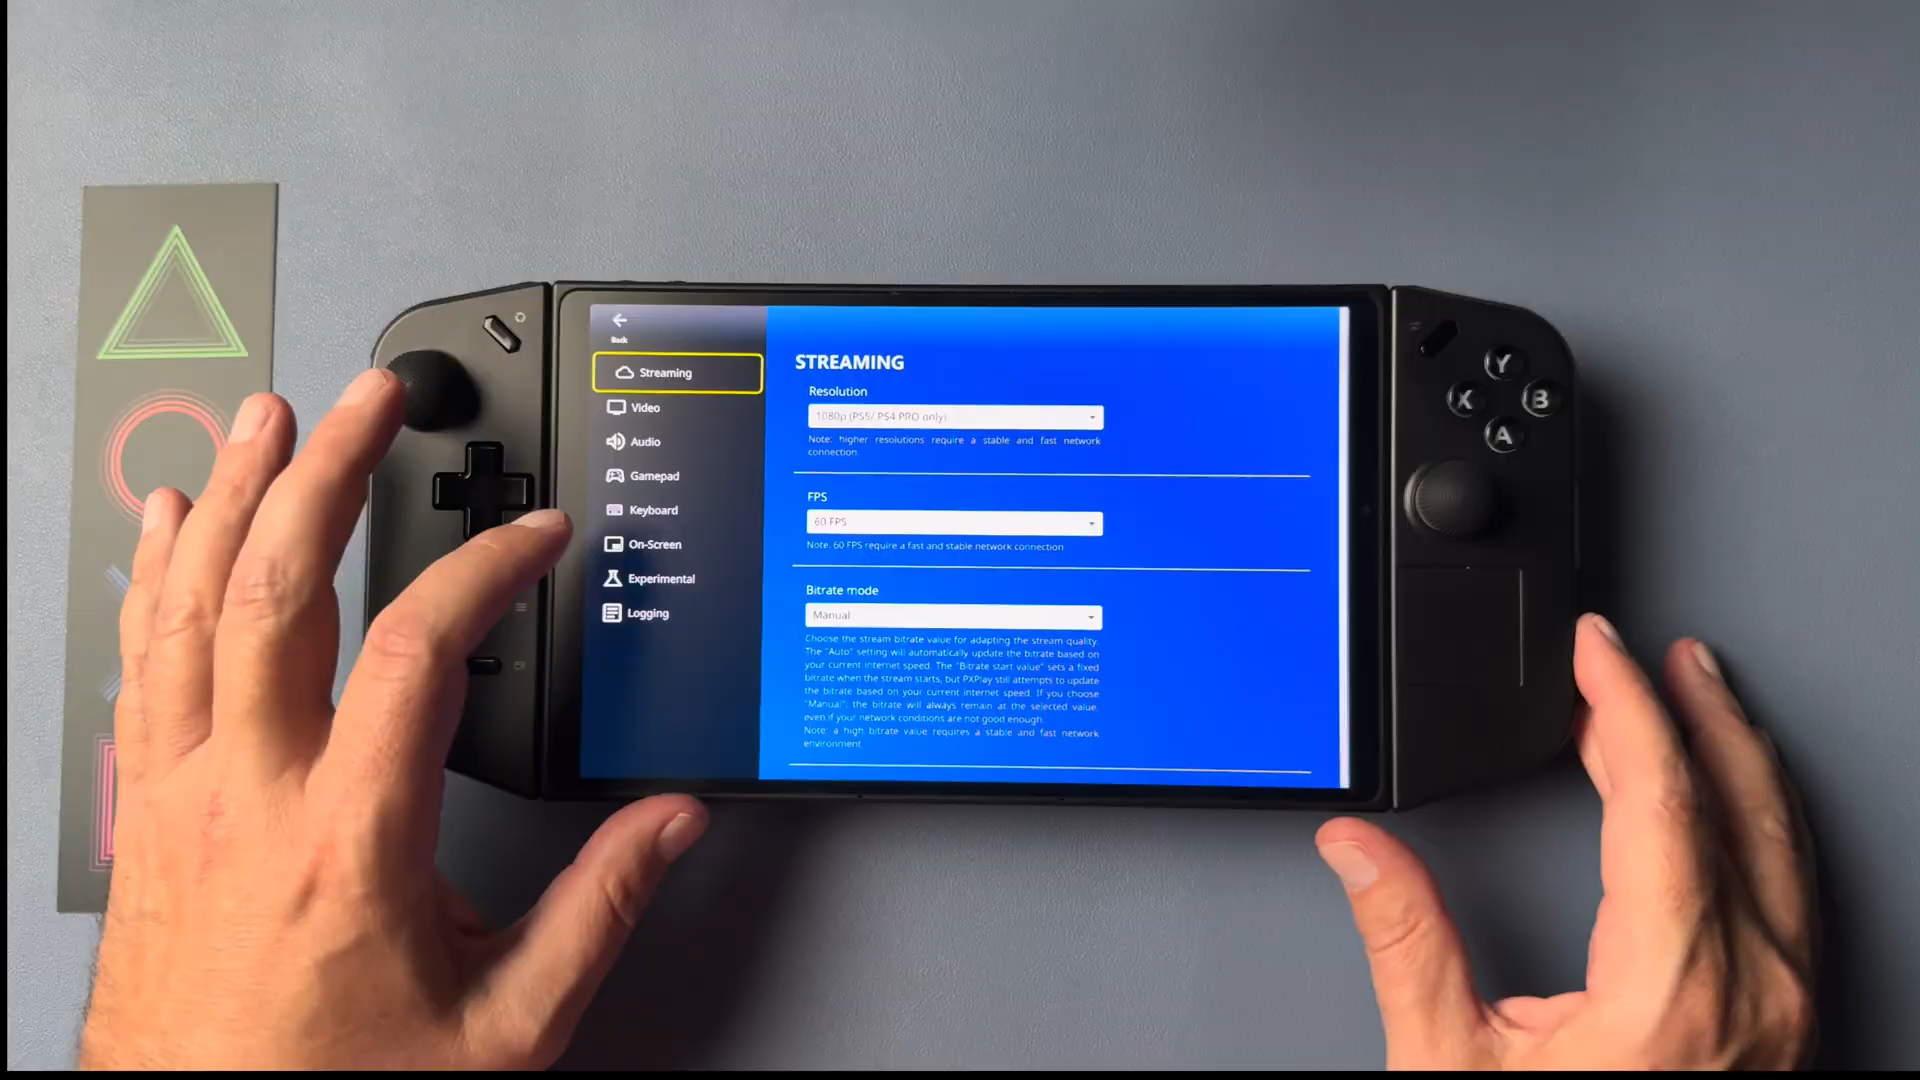 Back
Streaming
Video
Audio
Gamepad
Keyboard
On-Screen
Experimental
Logging
STREAMING
Resolution
1080p (PS5/ PS4 PRO only)
Note: higher resolutions require a stable and fast network
connection
FPS
60 FPS
Note: 60 FPS require a fast and stable network connection
Bitrate mode
Manual
Choose the stream bitrate value for adapting the stream quality.
The "Auto" setting will automatically update the bitrate based on
your current internet speed. The "Bitrate start value" sets a fixed
bitrate when the stream starts, but PXPlay still attempts to update
the bitrate based on your current internet speed. If you choose
"Manual", the bitrate will always remain at the selected value,
even if your network conditions are not good enough.
Note: a high bitrate value requires a stable and fast network
environment
Y
X
B
A